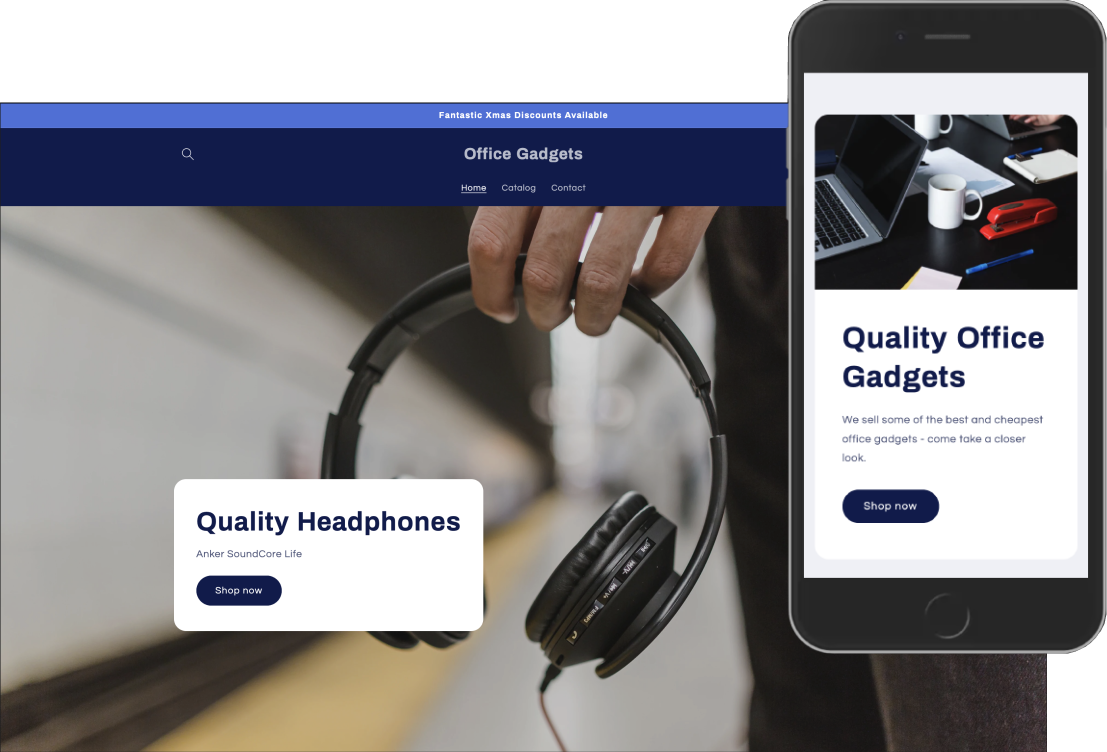 Fantastic Xmas Discounts Available
Office Gadgets
Home Catalog Contact
Quality Headphones
Anker SoundCore Life
Shop now
Quality Office
Gadgets
We sell some of the best and cheapest
office gadgets - come take a closer
look.
Shop now